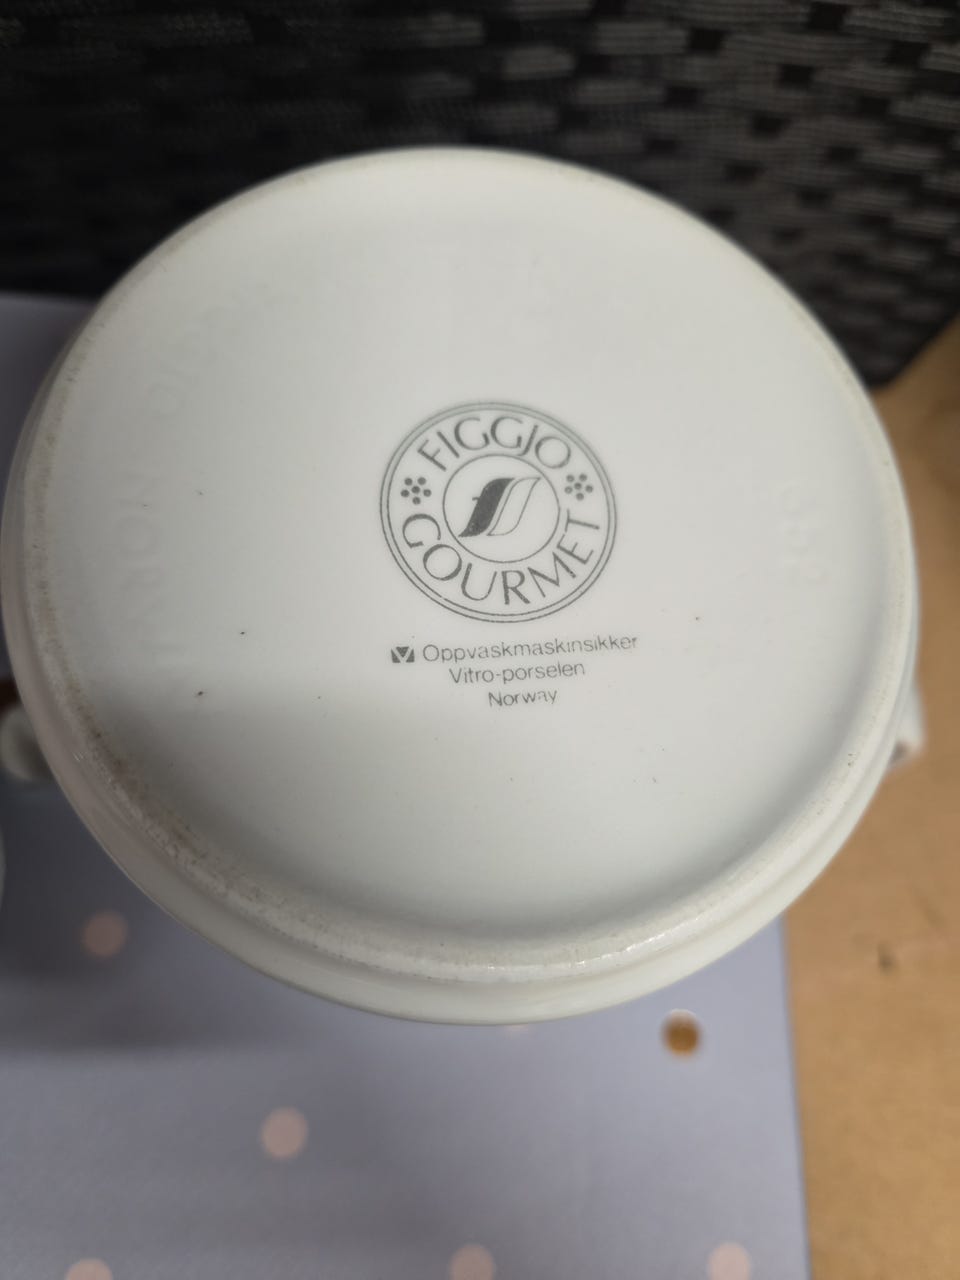 FIGGJO
GOURMET
Oppvaskmaskinsikker
Vitro-porselen
Norway